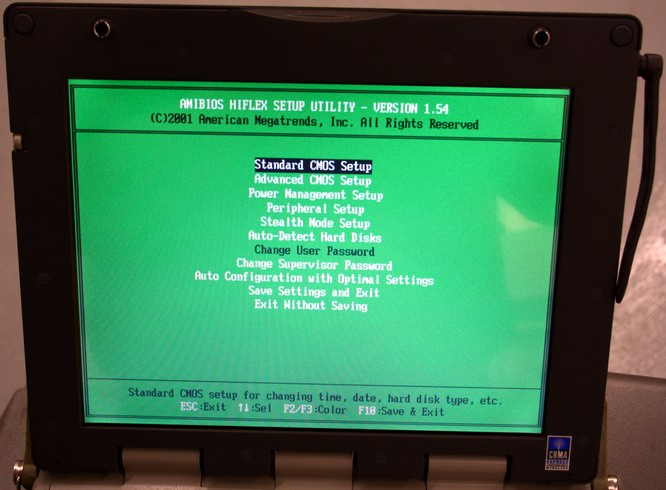 AMIBIOS HIFLEX SETUP UTILITY - VERSION 1.54
(C)2001 American Megatrends, Inc. All Rights Reserved
Standard CMOS Setup
Advanced CMOS Setup
Power Management Setup
Peripheral Setup
Stealth Mode Setup
Auto-Detect Hard Disks
Change User Password
Change Supervisor Password
Auto Configuration with Optimal Settings
Save Settings and Exit
Exit Without Saving
Standard CMOS setup for changing time, date, hard disk type, etc.
ESC:Exit ↑↓:Sel F2/F3:Color F10:Save & Exit